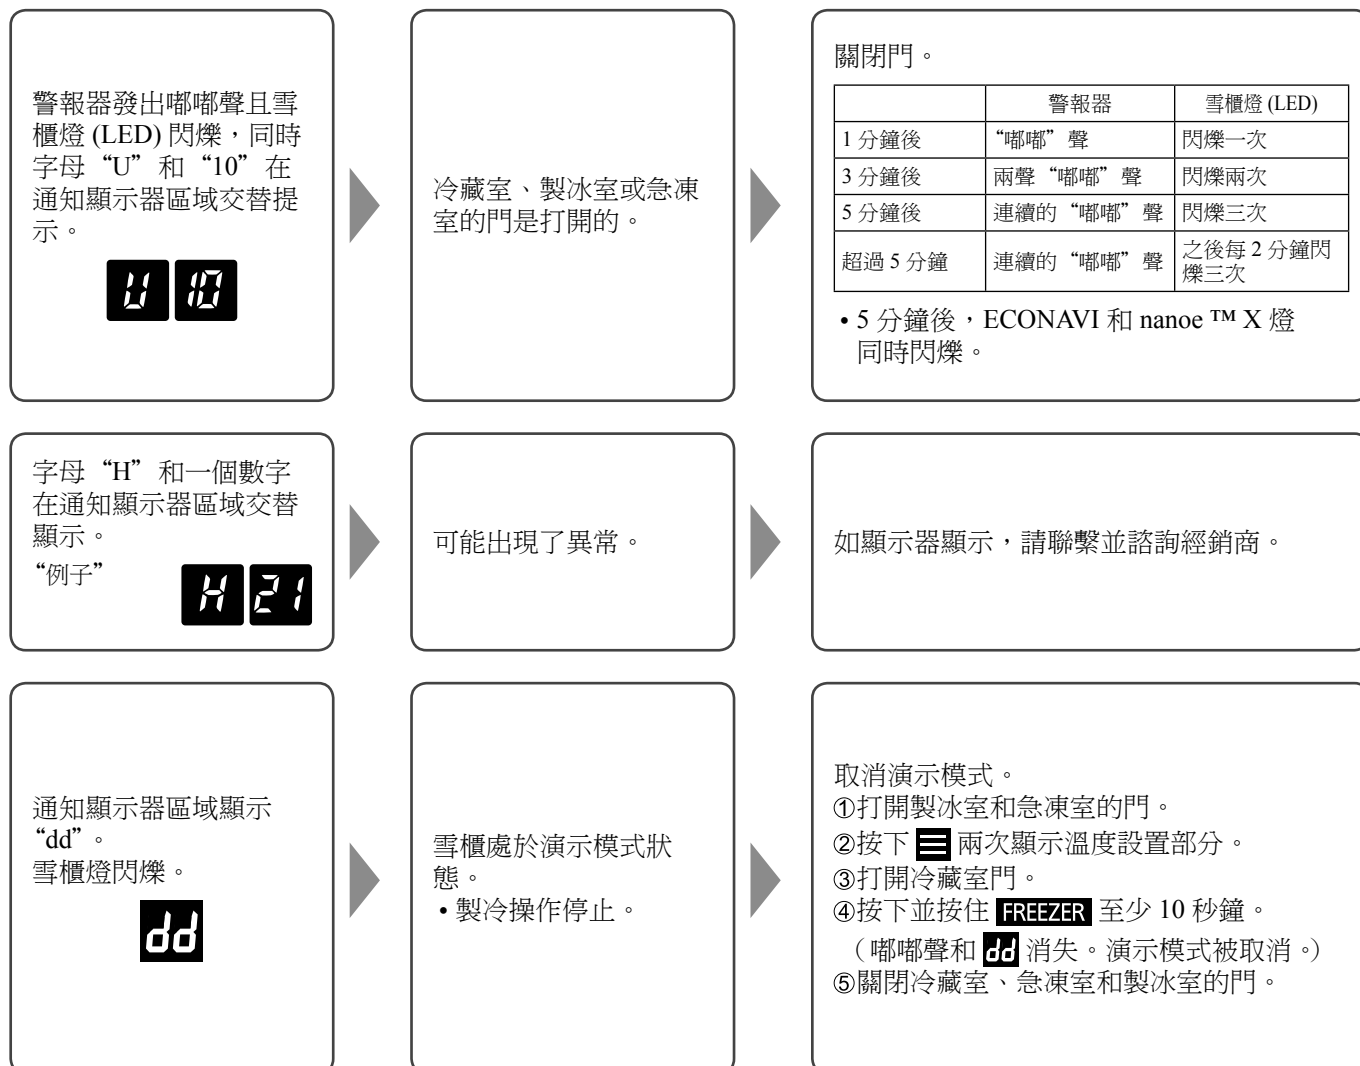 警報器發出嘟嘟聲且雪
櫃燈 (LED) 閃爍，同時
字母“U”和“10”在
通知顯示器區域交替提
示。
U 10
冷藏室、製冰室或急凍
室的門是打開的。
關閉門。
警報器 雪櫃燈 (LED)
1 分鐘後 “嘟嘟”聲 閃爍一次
3 分鐘後 兩聲“嘟嘟”聲 閃爍兩次
5 分鐘後 連續的“嘟嘟”聲 閃爍三次
超過 5 分鐘 連續的“嘟嘟”聲 之後每 2 分鐘閃
爍三次
• 5 分鐘後，ECONAVI 和 nanoe ™ X 燈
同時閃爍。
字母“H”和一個數字
在通知顯示器區域交替
顯示。
“例子”
H 21
可能出現了異常。
如顯示器顯示，請聯繫並諮詢經銷商。
通知顯示器區域顯示
“dd”。
雪櫃燈閃爍。
dd
雪櫃處於演示模式狀
態。
• 製冷操作停止。
取消演示模式。
①打開製冰室和急凍室的門。
②按下 ☰ 兩次顯示溫度設置部分。
③打開冷藏室門。
④按下並按住 FREEZER 至少 10 秒鐘。
（嘟嘟聲和 dd 消失。演示模式被取消。）
⑤關閉冷藏室、急凍室和製冰室的門。